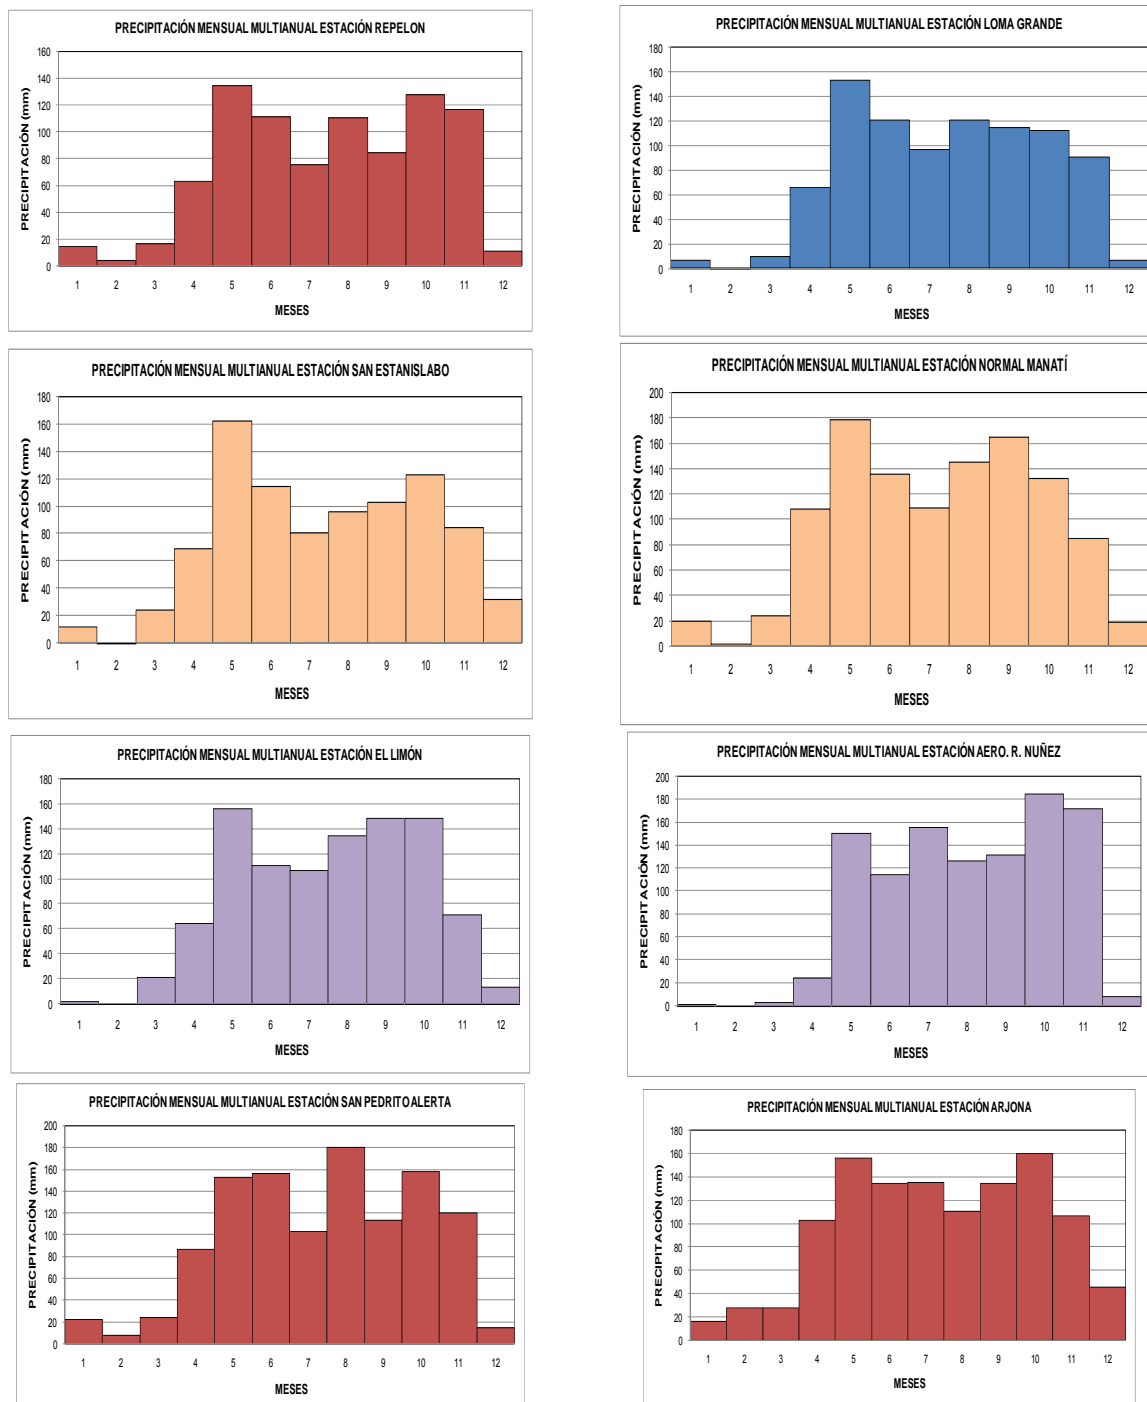 PRECIPITACIÓN MENSUAL MULTIANUAL ESTACIÓN REPELON
PRECIPITACIÓN (mm)
160
140
120
100
80
60
40
20
0
1 2 3 4 5 6 7 8 9 10 11 12
MESES
PRECIPITACIÓN MENSUAL MULTIANUAL ESTACIÓN LOMA GRANDE
PRECIPITACIÓN (mm)
180
160
140
120
100
80
60
40
20
0
1 2 3 4 5 6 7 8 9 10 11 12
MESES
PRECIPITACIÓN MENSUAL MULTIANUAL ESTACIÓN SAN ESTANISLABO
PRECIPITACIÓN (mm)
180
160
140
120
100
80
60
40
20
0
1 2 3 4 5 6 7 8 9 10 11 12
MESES
PRECIPITACIÓN MENSUAL MULTIANUAL ESTACIÓN NORMAL MANATÍ
PRECIPITACIÓN (mm)
200
180
160
140
120
100
80
60
40
20
0
1 2 3 4 5 6 7 8 9 10 11 12
MESES
PRECIPITACIÓN MENSUAL MULTIANUAL ESTACIÓN EL LIMÓN
PRECIPITACIÓN (mm)
180
160
140
120
100
80
60
40
20
0
1 2 3 4 5 6 7 8 9 10 11 12
MESES
PRECIPITACIÓN MENSUAL MULTIANUAL ESTACIÓN AERO. R. NUÑEZ
PRECIPITACIÓN (mm)
200
180
160
140
120
100
80
60
40
20
0
1 2 3 4 5 6 7 8 9 10 11 12
MESES
PRECIPITACIÓN MENSUAL MULTIANUAL ESTACIÓN SAN PEDRITO ALERTA
PRECIPITACIÓN (mm)
200
180
160
140
120
100
80
60
40
20
0
1 2 3 4 5 6 7 8 9 10 11 12
MESES
PRECIPITACIÓN MENSUAL MULTIANUAL ESTACIÓN ARJONA
PRECIPITACIÓN (mm)
180
160
140
120
100
80
60
40
20
0
1 2 3 4 5 6 7 8 9 10 11 12
MESES